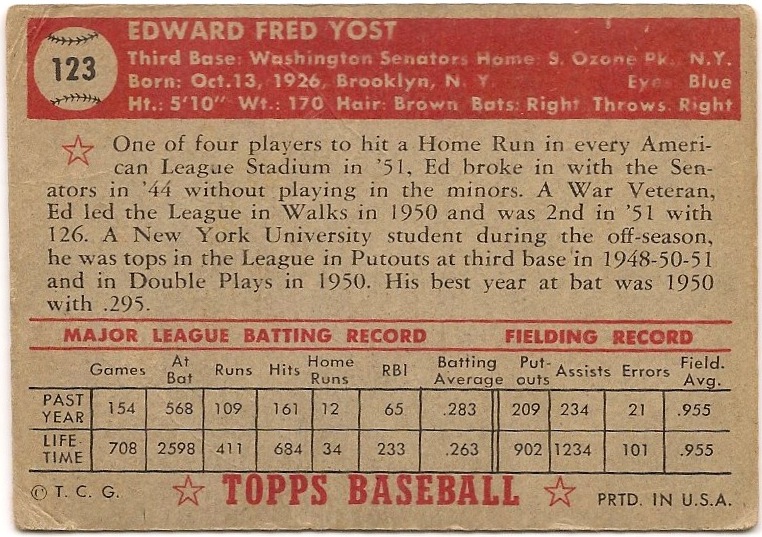 EDWARD FRED YOST
123
Third Base: Washington Senators Home: S. Ozone Pk., N.Y.
Born: Oct. 13, 1926, Brooklyn, N. Y. Eyes: Blue
Ht.: 5'10" Wt.: 170 Hair: Brown Bats: Right Throws: Right
One of four players to hit a Home Run in every Ameri-
can League Stadium in '51, Ed broke in with the Sen-
ators in '44 without playing in the minors. A War Veteran,
Ed led the League in Walks in 1950 and was 2nd in '51 with
126. A New York University student during the off-season,
he was tops in the League in Putouts at third base in 1948-50-51
and in Double Plays in 1950. His best year at bat was 1950
with .295.
MAJOR LEAGUE BATTING RECORD FIELDING RECORD
Games At Bat Runs Hits Home Runs RBI Batting Average Put-outs Assists Errors Field. Avg.
PAST YEAR 154 568 109 161 12 65 .283 209 234 21 .955
LIFE-TIME 708 2598 411 684 34 233 .263 902 1234 101 .955
© T. C. G. TOPPS BASEBALL PRTD. IN U.S.A.